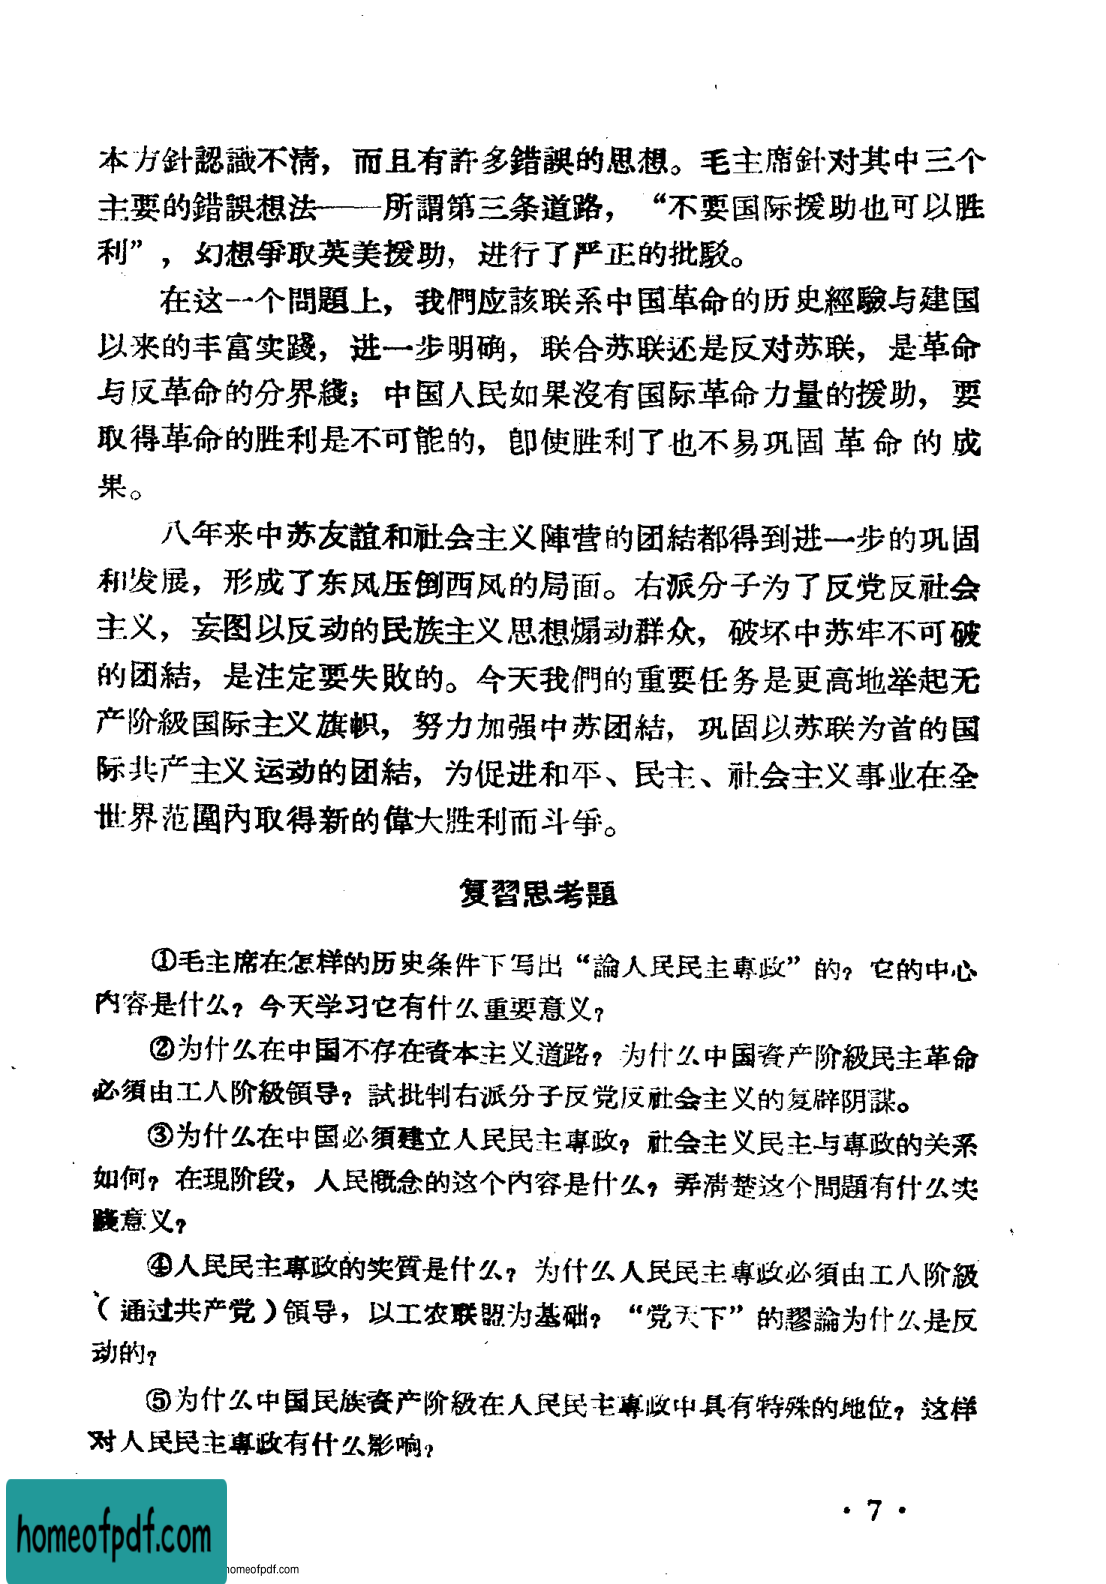 本方針認識不清，而且有許多錯誤的思想。毛主席針对其中三个
主要的錯誤想法——所謂第三条道路，“不要国际援助也可以胜
利”，幻想爭取英美援助，进行了严正的批駁。
在这一个問題上，我們应該联系中国革命的历史經驗与建国
以来的丰富实踐，进一步明确，联合苏联还是反对苏联，是革命
与反革命的分界綫；中国人民如果沒有国际革命力量的援助，要
取得革命的胜利是不可能的，卽使胜利了也不易巩固革命的成
果。
八年来中苏友誼和社会主义陣营的团結都得到进一步的巩固
和发展，形成了东风压倒西风的局面。右派分子为了反党反社会
主义，妄图以反动的民族主义思想煽动群众，破坏中苏牢不可破
的团結，是注定要失敗的。今天我們的重要任务是更高地举起无
产阶級国际主义旗帜，努力加强中苏团結，巩固以苏联为首的国
际共产主义运动的团結，为促进和平、民主、社会主义事业在全
世界范圍內取得新的偉大胜利而斗爭。
复習思考題
①毛主席在怎样的历史条件下写出“論人民民主專政”的？它的中心
内容是什么？今天学习它有什么重要意义？
②为什么在中国不存在資本主义道路？为什么中国資产阶級民主革命
必須由工人阶級領导？試批判右派分子反党反社会主义的复辟阴謀。
③为什么在中国必須建立人民民主專政？社会主义民主与專政的关系
如何？在現阶段，人民概念的这个内容是什么？弄清楚这个問題有什么实
踐意义？
④人民民主專政的实質是什么？为什么人民民主專政必須由工人阶級
（通过共产党）領导，以工农联盟为基础？“党天下”的謬論为什么是反
动的？
⑤为什么中国民族資产阶級在人民民主專政中具有特殊的地位？这样
对人民民主專政有什么影响？
·7·
homeofpdf.com
homeofpdf.com